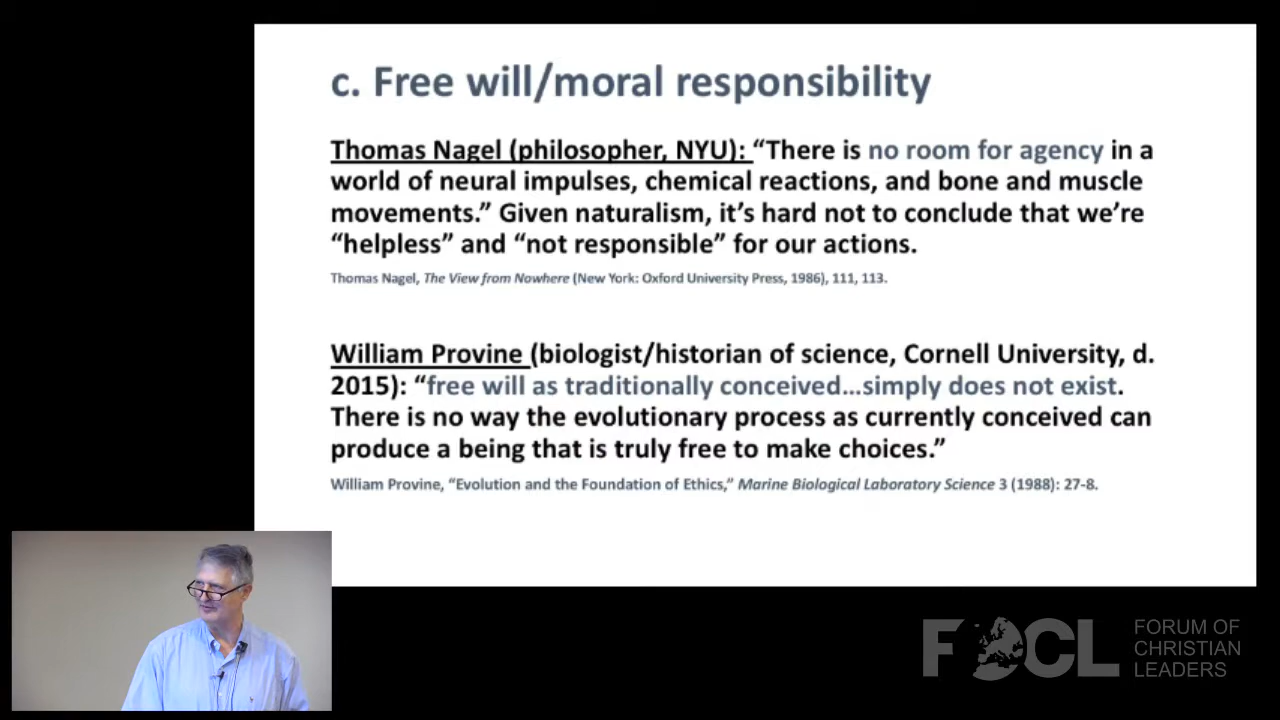 c. Free will/moral responsibility
Thomas Nagel (philosopher, NYU): “There is no room for agency in a
world of neural impulses, chemical reactions, and bone and muscle
movements.” Given naturalism, it’s hard not to conclude that we’re
“helpless” and “not responsible” for our actions.
Thomas Nagel, The View from Nowhere (New York: Oxford University Press, 1986), 111, 113.
William Provine (biologist/historian of science, Cornell University, d.
2015): “free will as traditionally conceived…simply does not exist.
There is no way the evolutionary process as currently conceived can
produce a being that is truly free to make choices.”
William Provine, “Evolution and the Foundation of Ethics,” Marine Biological Laboratory Science 3 (1988): 27-8.
FOCL
FORUM OF
CHRISTIAN
LEADERS